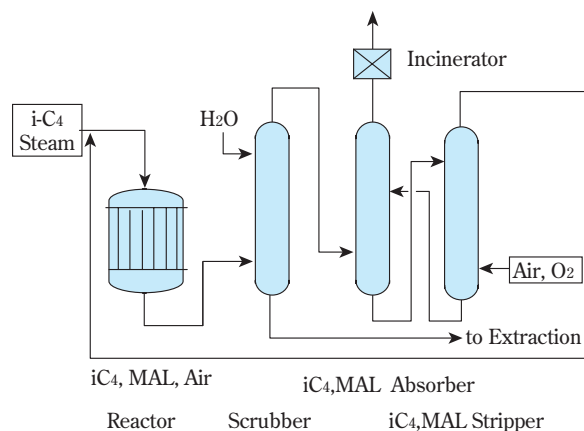 Incinerator
i-C4
Steam
H2O
Air, O2
to Extraction
iC4, MAL, Air
iC4,MAL Absorber
Reactor
Scrubber
iC4,MAL Stripper